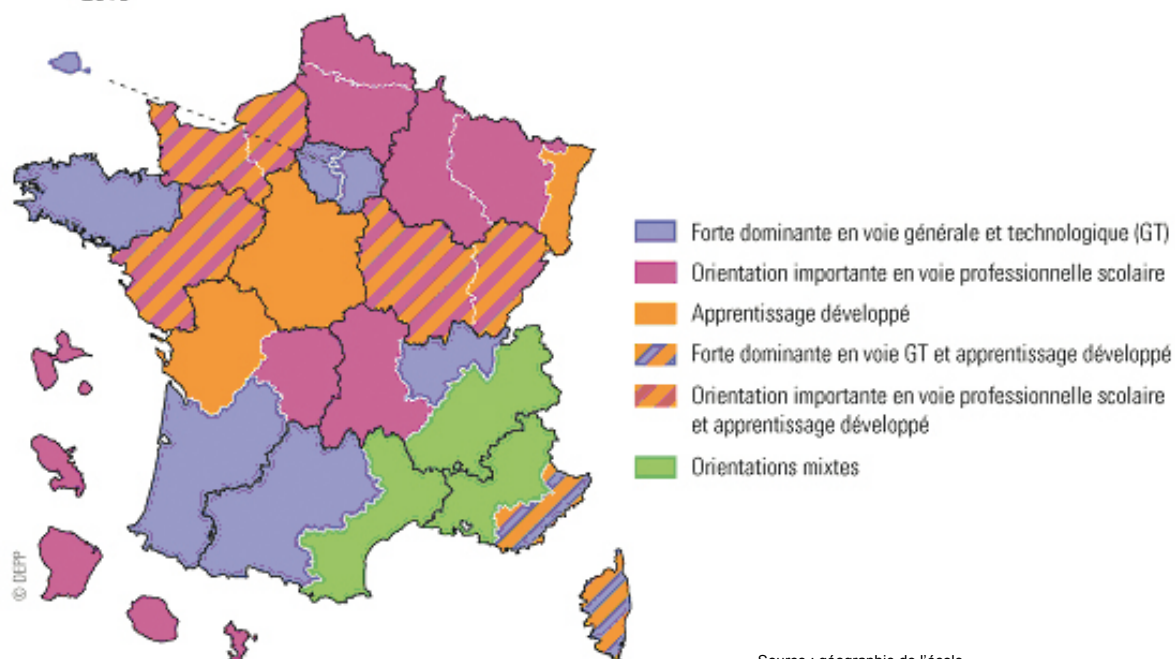 Forte dominante en voie générale et technologique (GT)
Orientation importante en voie professionnelle scolaire
Apprentissage développé
Forte dominante en voie GT et apprentissage développé
Orientation importante en voie professionnelle scolaire
et apprentissage développé
Orientations mixtes
© DEPP